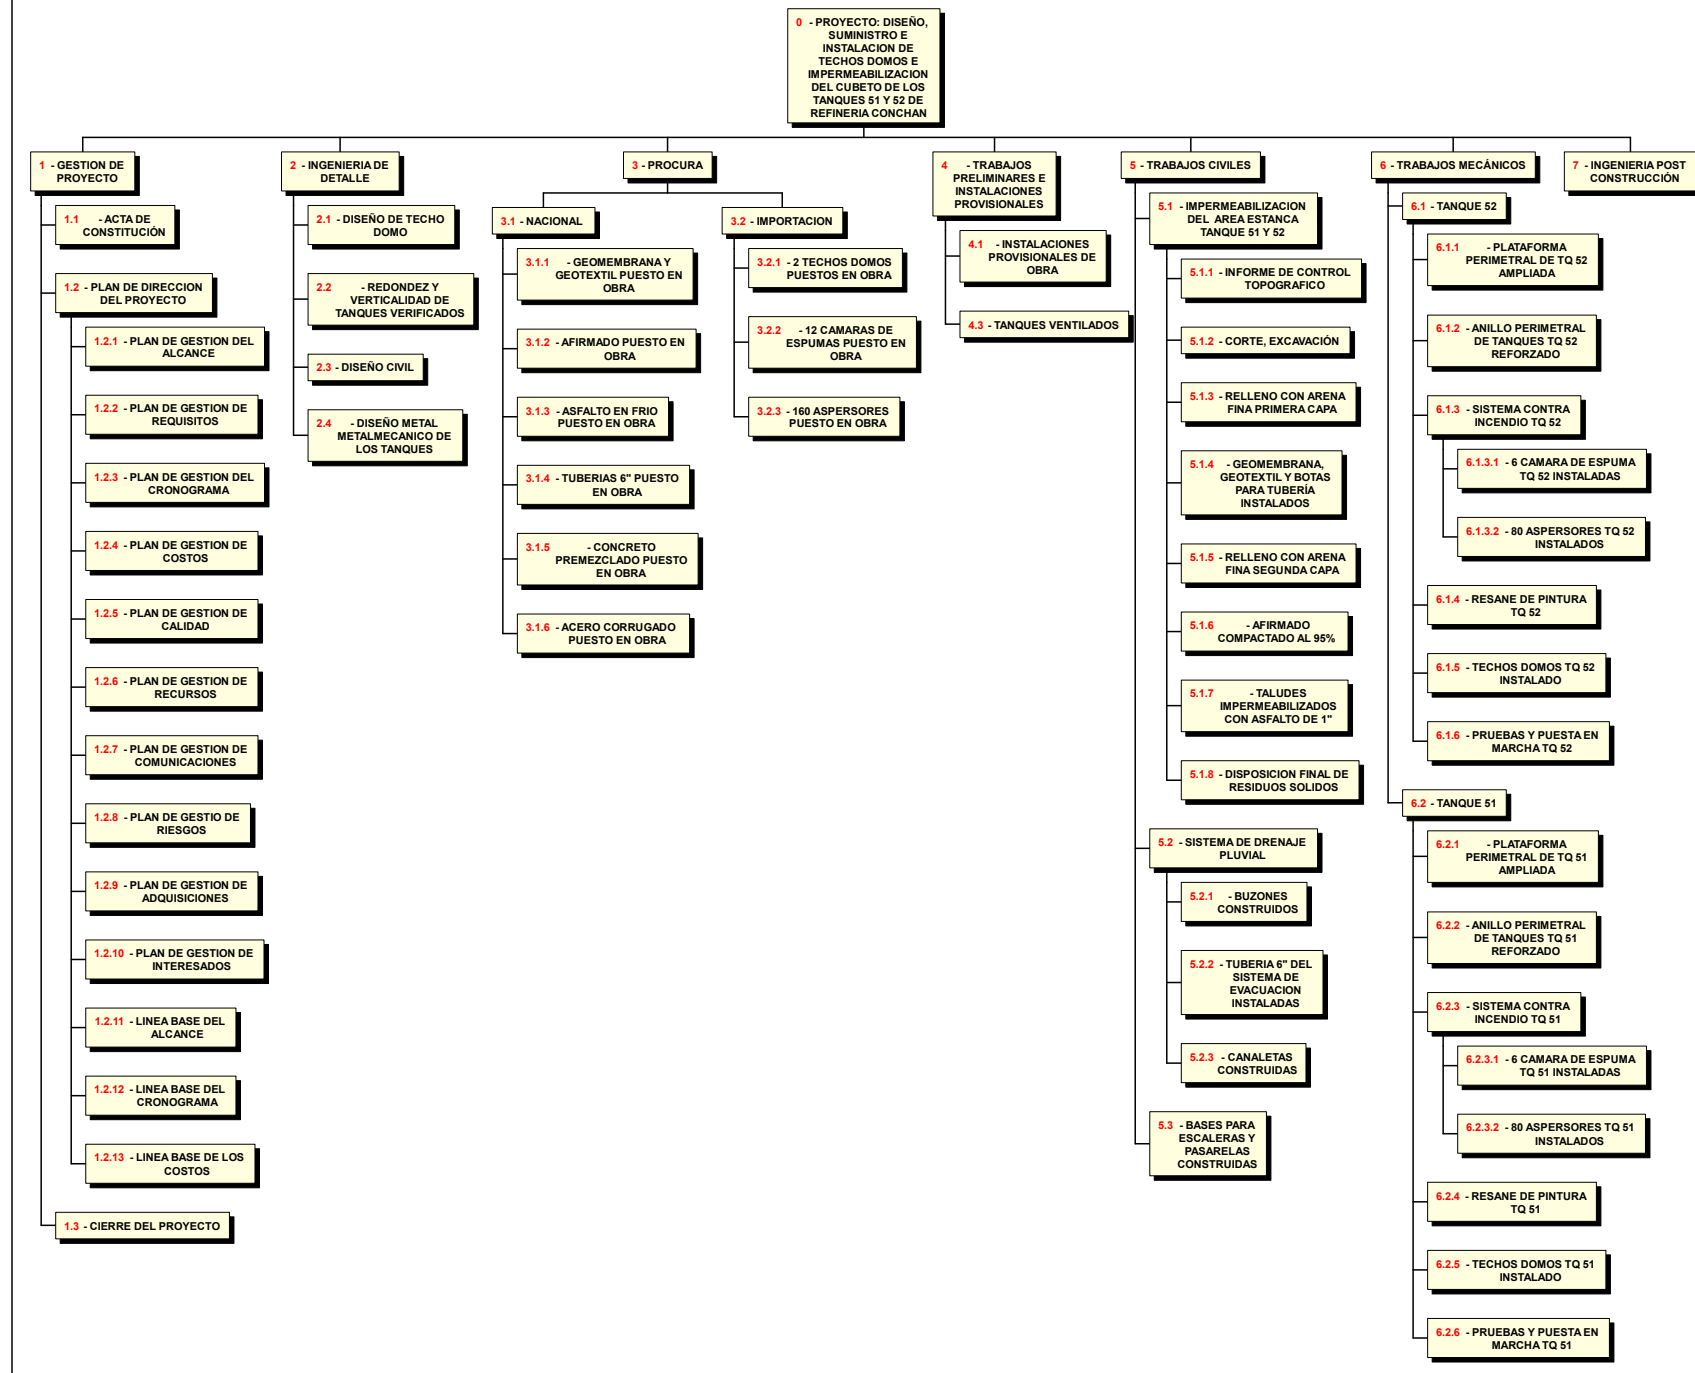 0 - PROYECTO: DISEÑO,
SUMINISTRO E
INSTALACION DE
TECHOS DOMOS E
IMPERMEABILIZACION
DEL CUBETO DE LOS
TANQUES 51 Y 52 DE
REFINERIA CONCHAN
1 - GESTION DE
PROYECTO
1.1 - ACTA DE
CONSTITUCIÓN
1.2 - PLAN DE DIRECCION
DEL PROYECTO
1.2.1 - PLAN DE GESTION DEL
ALCANCE
1.2.2 - PLAN DE GESTION DE
REQUISITOS
1.2.3 - PLAN DE GESTION DEL
CRONOGRAMA
1.2.4 - PLAN DE GESTION DE
COSTOS
1.2.5 - PLAN DE GESTION DE
CALIDAD
1.2.6 - PLAN DE GESTION DE
RECURSOS
1.2.7 - PLAN DE GESTION DE
COMUNICACIONES
1.2.8 - PLAN DE GESTIO DE
RIESGOS
1.2.9 - PLAN DE GESTION DE
ADQUISICIONES
1.2.10 - PLAN DE GESTION DE
INTERESADOS
1.2.11 - LINEA BASE DEL
ALCANCE
1.2.12 - LINEA BASE DEL
CRONOGRAMA
1.2.13 - LINEA BASE DE LOS
COSTOS
1.3 - CIERRE DEL PROYECTO
2 - INGENIERIA DE
DETALLE
2.1 - DISEÑO DE TECHO
DOMO
2.2 - REDONDEZ Y
VERTICALIDAD DE
TANQUES VERIFICADOS
2.3 - DISEÑO CIVIL
2.4 - DISEÑO METAL
METALMECANICO DE
LOS TANQUES
3 - PROCURA
3.1 - NACIONAL
3.1.1 - GEOMEMBRANA Y
GEOTEXTIL PUESTO EN
OBRA
3.1.2 - AFIRMADO PUESTO EN
OBRA
3.1.3 - ASFALTO EN FRIO
PUESTO EN OBRA
3.1.4 - TUBERIAS 6" PUESTO
EN OBRA
3.1.5 - CONCRETO
PREMEZCLADO PUESTO
EN OBRA
3.1.6 - ACERO CORRUGADO
PUESTO EN OBRA
3.2 - IMPORTACION
3.2.1 - 2 TECHOS DOMOS
PUESTOS EN OBRA
3.2.2 - 12 CAMARAS DE
ESPUMAS PUESTO EN
OBRA
3.2.3 - 160 ASPERSORES
PUESTO EN OBRA
4 - TRABAJOS
PRELIMINARES E
INSTALACIONES
PROVISIONALES
4.1 - INSTALACIONES
PROVISIONALES DE
OBRA
4.3 - TANQUES VENTILADOS
5 - TRABAJOS CIVILES
5.1 - IMPERMEABILIZACION
DEL AREA ESTANCA
TANQUE 51 Y 52
5.1.1 - INFORME DE CONTROL
TOPOGRAFICO
5.1.2 - CORTE, EXCAVACIÓN
5.1.3 - RELLENO CON ARENA
FINA PRIMERA CAPA
5.1.4 - GEOMEMBRANA,
GEOTEXTIL Y BOTAS
PARA TUBERÍA
INSTALADOS
5.1.5 - RELLENO CON ARENA
FINA SEGUNDA CAPA
5.1.6 - AFIRMADO
COMPACTADO AL 95%
5.1.7 - TALUDES
IMPERMEABILIZADOS
CON ASFALTO DE 1"
5.1.8 - DISPOSICION FINAL DE
RESIDUOS SOLIDOS
5.2 - SISTEMA DE DRENAJE
PLUVIAL
5.2.1 - BUZONES
CONSTRUIDOS
5.2.2 - TUBERIA 6" DEL
SISTEMA DE
EVACUACION
INSTALADAS
5.2.3 - CANALETAS
CONSTRUIDAS
5.3 - BASES PARA
ESCALERAS Y
PASARELAS
CONSTRUIDAS
6 - TRABAJOS MECÁNICOS
6.1 - TANQUE 52
6.1.1 - PLATAFORMA
PERIMETRAL DE TQ 52
AMPLIADA
6.1.2 - ANILLO PERIMETRAL
DE TANQUES TQ 52
REFORZADO
6.1.3 - SISTEMA CONTRA
INCENDIO TQ 52
6.1.3.1 - 6 CAMARA DE ESPUMA
TQ 52 INSTALADAS
6.1.3.2 - 80 ASPERSORES TQ 52
INSTALADOS
6.1.4 - RESANE DE PINTURA
TQ 52
6.1.5 - TECHOS DOMOS TQ 52
INSTALADO
6.1.6 - PRUEBAS Y PUESTA EN
MARCHA TQ 52
6.2 - TANQUE 51
6.2.1 - PLATAFORMA
PERIMETRAL DE TQ 51
AMPLIADA
6.2.2 - ANILLO PERIMETRAL
DE TANQUES TQ 51
REFORZADO
6.2.3 - SISTEMA CONTRA
INCENDIO TQ 51
6.2.3.1 - 6 CAMARA DE ESPUMA
TQ 51 INSTALADAS
6.2.3.2 - 80 ASPERSORES TQ 51
INSTALADOS
6.2.4 - RESANE DE PINTURA
TQ 51
6.2.5 - TECHOS DOMOS TQ 51
INSTALADO
6.2.6 - PRUEBAS Y PUESTA EN
MARCHA TQ 51
7 - INGENIERIA POST
CONSTRUCCIÓN